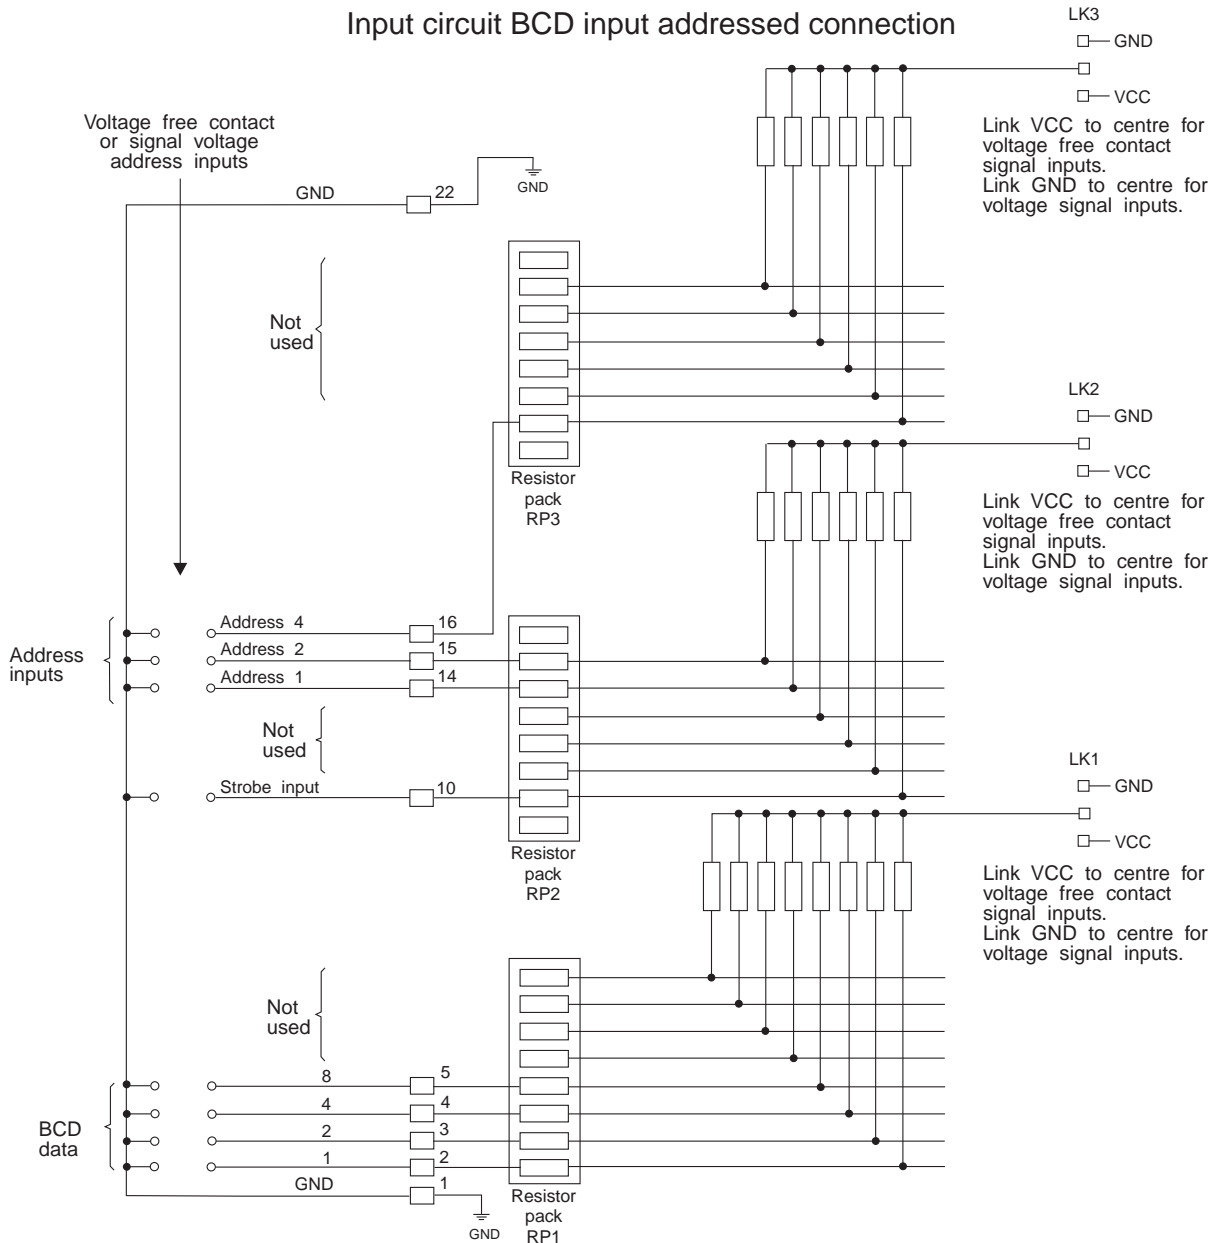 Input circuit BCD input addressed connection
LK3
GND
VCC
Link VCC to centre for
voltage free contact
signal inputs.
Link GND to centre for
voltage signal inputs.
Voltage free contact
or signal voltage
address inputs
GND
22
GND
Not
used
Resistor
pack
RP3
LK2
GND
VCC
Link VCC to centre for
voltage free contact
signal inputs.
Link GND to centre for
voltage signal inputs.
Address
inputs
Address 4
16
Address 2
15
Address 1
14
Not
used
Strobe input
10
Resistor
pack
RP2
LK1
GND
VCC
Link VCC to centre for
voltage free contact
signal inputs.
Link GND to centre for
voltage signal inputs.
Not
used
BCD
data
8
5
4
4
2
3
1
2
GND
1
GND
Resistor
pack
RP1